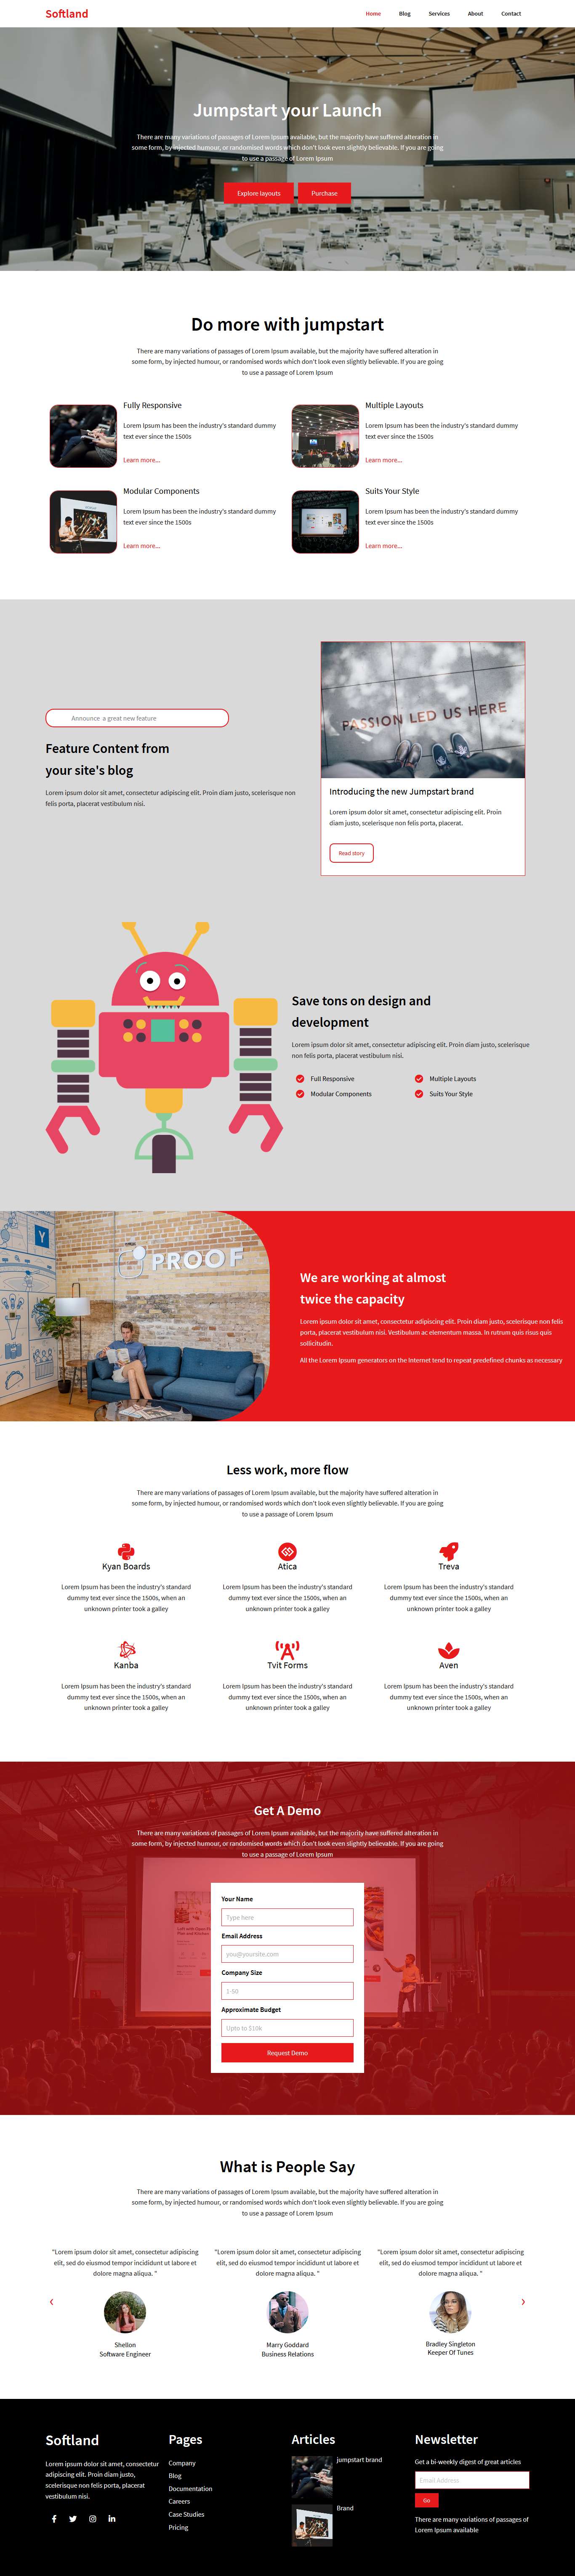 Softland
Home Blog Services About Contact
Jumpstart your Launch
There are many variations of passages of Lorem Ipsum available, but the majority have suffered alteration in
some form, by injected humour, or randomised words which don't look even slightly believable. If you are going
to use a passage of Lorem Ipsum
Explore layouts Purchase
Do more with jumpstart
There are many variations of passages of Lorem Ipsum available, but the majority have suffered alteration in
some form, by injected humour, or randomised words which don't look even slightly believable. If you are going
to use a passage of Lorem Ipsum
Fully Responsive
Lorem Ipsum has been the industry's standard dummy
text ever since the 1500s
Learn more...
Multiple Layouts
Lorem Ipsum has been the industry's standard dummy
text ever since the 1500s
Learn more...
Modular Components
Lorem Ipsum has been the industry's standard dummy
text ever since the 1500s
Learn more...
Suits Your Style
Lorem Ipsum has been the industry's standard dummy
text ever since the 1500s
Learn more...
Announce a great new feature
Feature Content from
your site's blog
Lorem ipsum dolor sit amet, consectetur adipiscing elit. Proin diam justo, scelerisque non
felis porta, placerat vestibulum nisi.
PASSION LED US HERE
Introducing the new Jumpstart brand
Lorem ipsum dolor sit amet, consectetur adipiscing elit. Proin
diam justo, scelerisque non felis porta, placerat.
Read story
Save tons on design and
development
Lorem ipsum dolor sit amet, consectetur adipiscing elit. Proin diam justo, scelerisque
non felis porta, placerat vestibulum nisi.
Full Responsive Multiple Layouts
Modular Components Suits Your Style
Y
PROOF
We are working at almost
twice the capacity
Lorem ipsum dolor sit amet, consectetur adipiscing elit. Proin diam justo, scelerisque non felis
porta, placerat vestibulum nisi. Vestibulum ac elementum massa. In rutrum quis risus quis
sollicitudin.
All the Lorem Ipsum generators on the Internet tend to repeat predefined chunks as necessary
Less work, more flow
There are many variations of passages of Lorem Ipsum available, but the majority have suffered alteration in
some form, by injected humour, or randomised words which don't look even slightly believable. If you are going
to use a passage of Lorem Ipsum
Kyan Boards
Lorem Ipsum has been the industry's standard
dummy text ever since the 1500s, when an
unknown printer took a galley
Atica
Lorem Ipsum has been the industry's standard
dummy text ever since the 1500s, when an
unknown printer took a galley
Treva
Lorem Ipsum has been the industry's standard
dummy text ever since the 1500s, when an
unknown printer took a galley
Kanba
Lorem Ipsum has been the industry's standard
dummy text ever since the 1500s, when an
unknown printer took a galley
Tvit Forms
Lorem Ipsum has been the industry's standard
dummy text ever since the 1500s, when an
unknown printer took a galley
Aven
Lorem Ipsum has been the industry's standard
dummy text ever since the 1500s, when an
unknown printer took a galley
Get A Demo
There are many variations of passages of Lorem Ipsum available, but the majority have suffered alteration in
some form, by injected humour, or randomised words which don't look even slightly believable. If you are going
to use a passage of Lorem Ipsum
Your Name
Type here
Email Address
you@yoursite.com
Company Size
1-50
Approximate Budget
Upto to $10k
Request Demo
What is People Say
There are many variations of passages of Lorem Ipsum available, but the majority have suffered alteration in
some form, by injected humour, or randomised words which don't look even slightly believable. If you are going
to use a passage of Lorem Ipsum
"Lorem ipsum dolor sit amet, consectetur adipiscing
elit, sed do eiusmod tempor incididunt ut labore et
dolore magna aliqua. "
Shellon
Software Engineer
"Lorem ipsum dolor sit amet, consectetur adipiscing
elit, sed do eiusmod tempor incididunt ut labore et
dolore magna aliqua. "
Marry Goddard
Business Relations
"Lorem ipsum dolor sit amet, consectetur adipiscing
elit, sed do eiusmod tempor incididunt ut labore et
dolore magna aliqua. "
Bradley Singleton
Keeper Of Tunes
Softland
Lorem ipsum dolor sit amet, consectetur
adipiscing elit. Proin diam justo,
scelerisque non felis porta, placerat
vestibulum nisi.
Pages
Company
Blog
Documentation
Careers
Case Studies
Pricing
Articles
jumpstart brand
Brand
Newsletter
Get a bi-weekly digest of great articles
Email Address
Go
There are many variations of passages of
Lorem Ipsum available